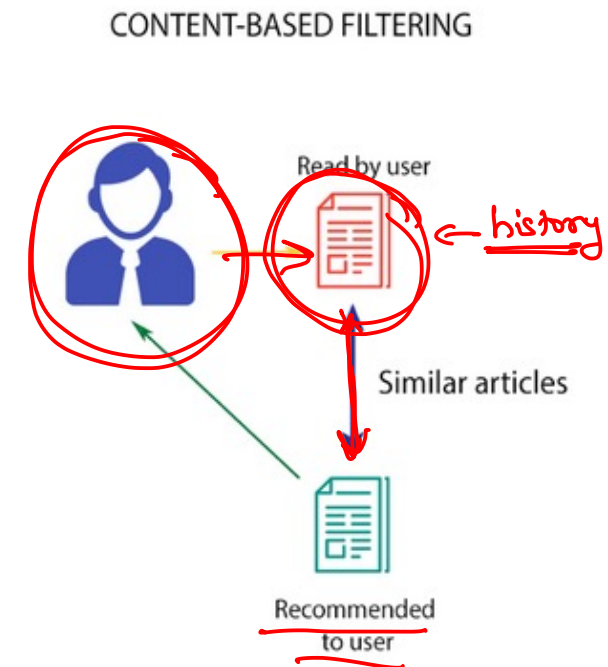 CONTENT-BASED FILTERING
Read by user
history
Similar articles
Recommended
to user